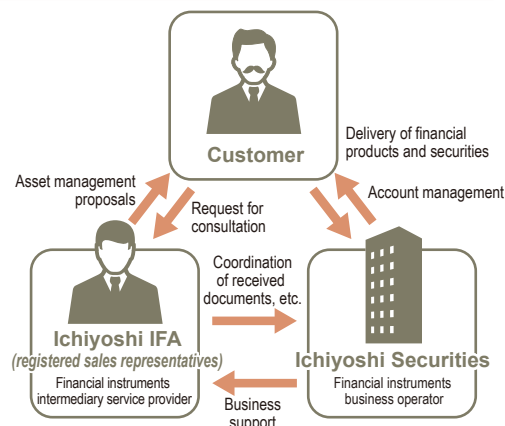 Customer
Delivery of financial
products and securities
Asset management
proposals
Account management
Request for
consultation
Coordination
of received
documents, etc.
Ichiyoshi IFA
(registered sales representatives)
Financial instruments
intermediary service provider
Ichiyoshi Securities
Financial instruments
business operator
Business
support